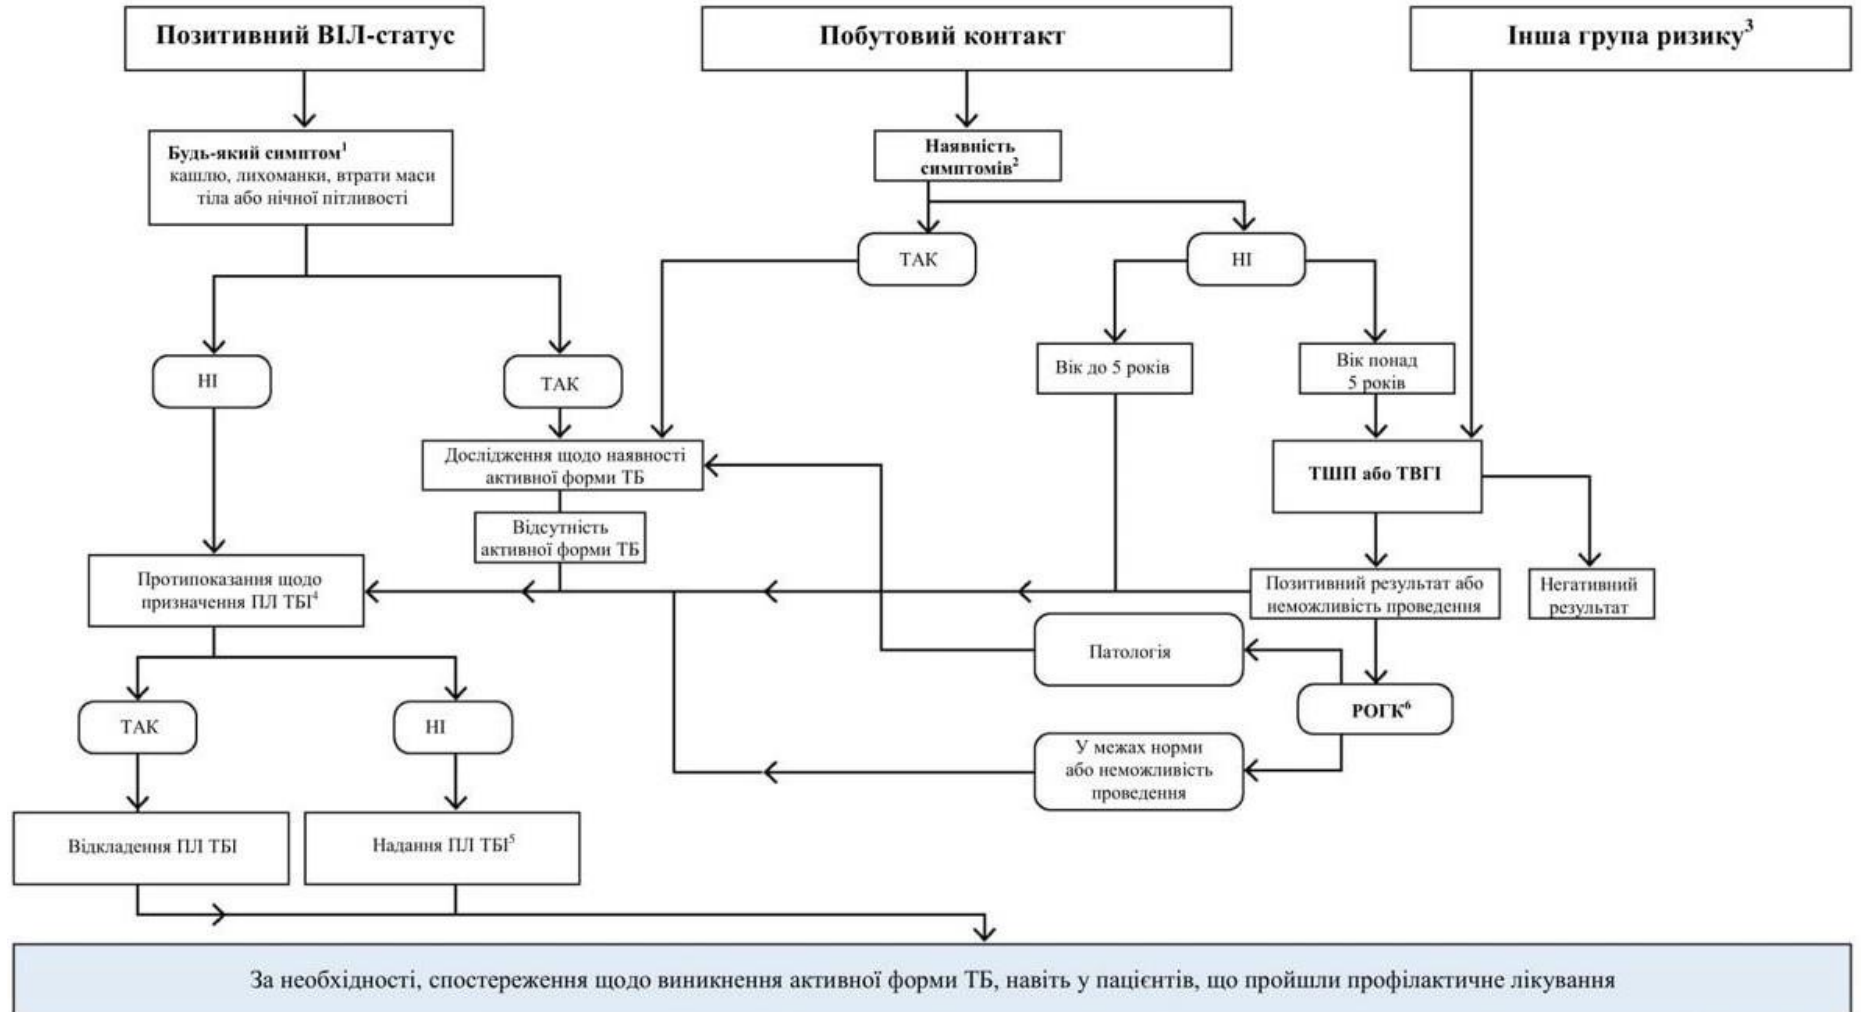 Позитивний ВІЛ-статус
Побутовий контакт
Інша група ризику³
Будь-який симптом¹
кашлю, лихоманки, втрати маси
тіла або нічної пітливості
Наявність
симптомів²
ТАК
НІ
НІ
ТАК
Вік до 5 років
Вік понад
5 років
Дослідження щодо наявності
активної форми ТБ
ТШП або ТВГІ
Відсутність
активної форми ТБ
Протипоказання щодо
призначення ПЛ ТБІ⁴
Позитивний результат або
неможливість проведення
Негативний
результат
Патологія
РОГК⁶
ТАК
НІ
У межах норми
або неможливість
проведення
Відкладення ПЛ ТБІ
Надання ПЛ ТБІ⁵
За необхідності, спостереження щодо виникнення активної форми ТБ, навіть у пацієнтів, що пройшли профілактичне лікування